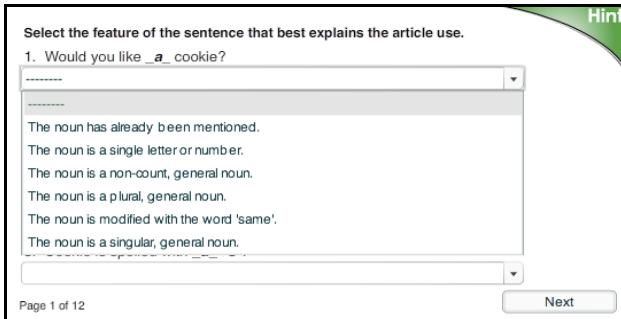 Hint
Select the feature of the sentence that best explains the article use.
1. Would you like _a_ cookie?
--------
--------
The noun has already been mentioned.
The noun is a single letter or number.
The noun is a non-count, general noun.
The noun is a plural, general noun.
The noun is modified with the word 'same'.
The noun is a singular, general noun.
Page 1 of 12
Next